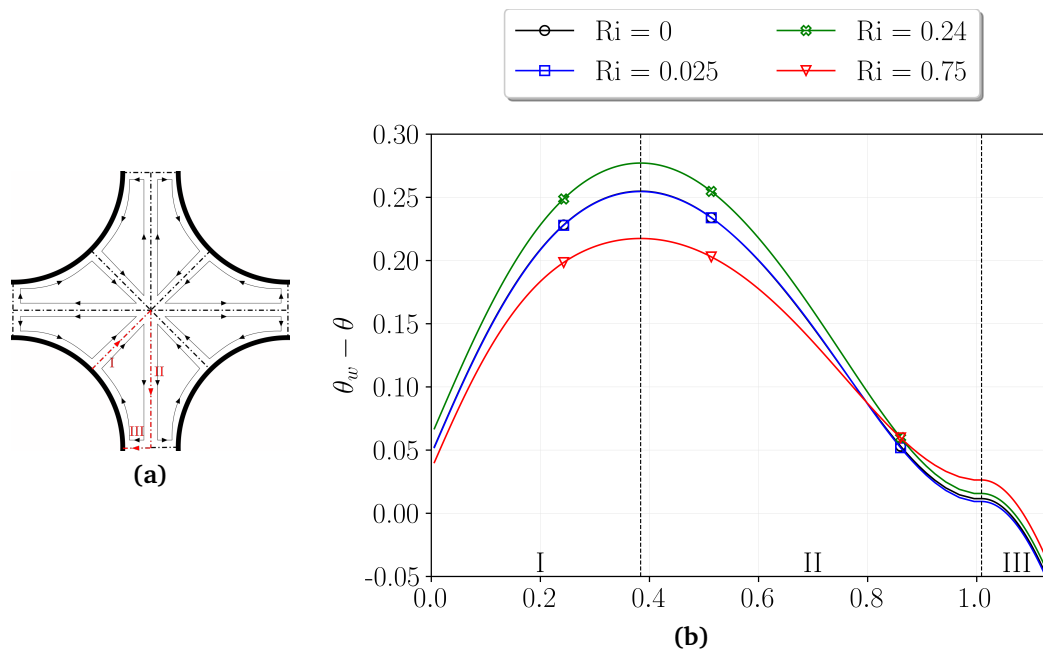 Ri = 0
Ri = 0.24
Ri = 0.025
Ri = 0.75
I
II
III
(a)
0.30
0.25
0.20
0.15
0.10
0.05
0.00
-0.05
θ_w − θ
I
II
III
0.0 0.2 0.4 0.6 0.8 1.0
(b)